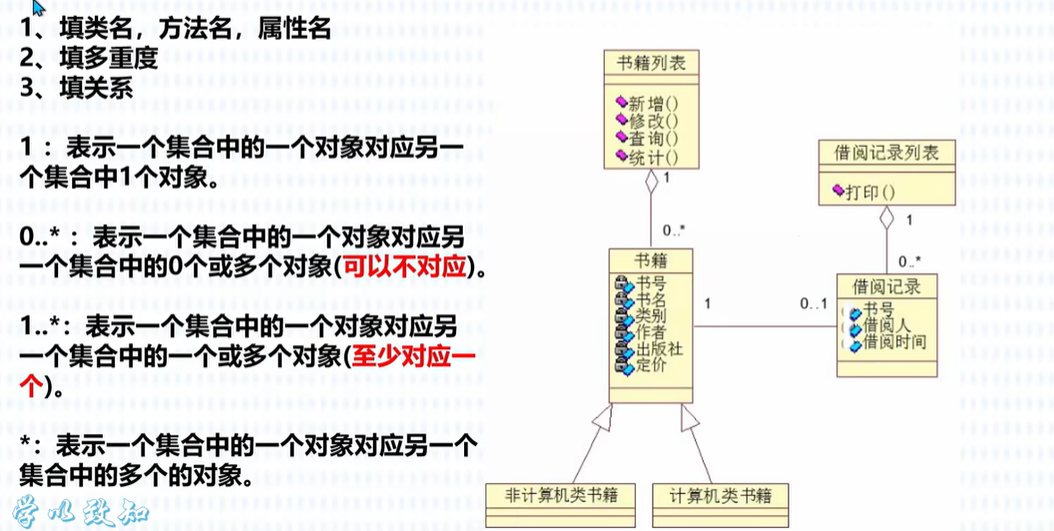 1、填类名，方法名，属性名
2、填多重度
3、填关系
1 ：表示一个集合中的一个对象对应另一
个集合中1个对象。
0..* ：表示一个集合中的一个对象对应另
一个集合中的0个或多个对象(可以不对应)。
1..*：表示一个集合中的一个对象对应另
一个集合中的一个或多个对象(至少对应一
个)。
*：表示一个集合中的一个对象对应另一个
集合中的多个的对象。
学以致知
书籍列表
新增()
修改()
查询()
统计()
1
0..*
书籍
书号
书名
类别
作者
出版社
定价
1
0..1
借阅记录列表
打印()
1
0..*
借阅记录
书号
借阅人
借阅时间
非计算机类书籍
计算机类书籍